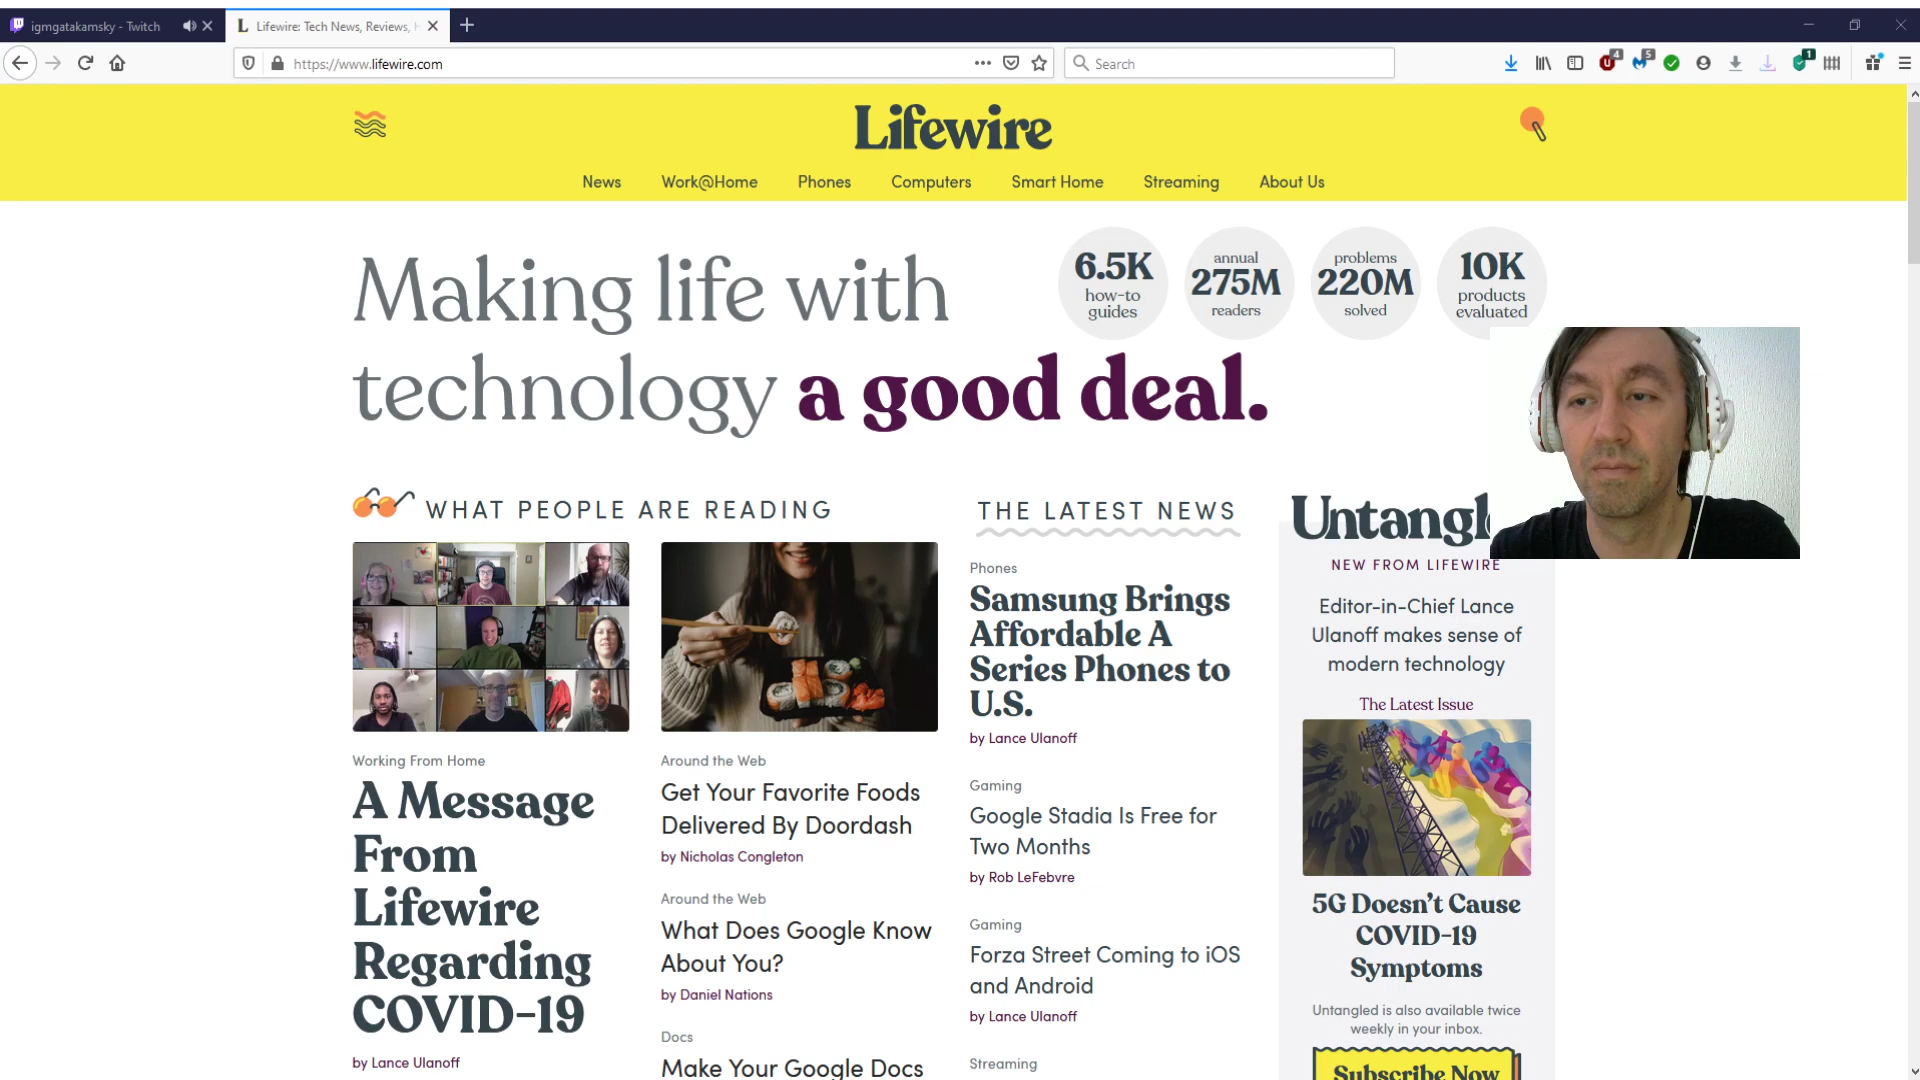 igmgatakamsky - Twitch
Lifewire: Tech News, Reviews,
https://www.lifewire.com
Search
4
5
1
Lifewire
News
Work@Home
Phones
Computers
Smart Home
Streaming
About Us
Making life with
technology a good deal.
6.5K
how-to
guides
annual
275M
readers
problems
220M
solved
10K
products
evaluated
WHAT PEOPLE ARE READING
Working From Home
A Message
From
Lifewire
Regarding
COVID-19
by Lance Ulanoff
Around the Web
Get Your Favorite Foods
Delivered By Doordash
by Nicholas Congleton
Around the Web
What Does Google Know
About You?
by Daniel Nations
Docs
Make Your Google Docs
THE LATEST NEWS
Phones
Samsung Brings
Affordable A
Series Phones to
U.S.
by Lance Ulanoff
Gaming
Google Stadia Is Free for
Two Months
by Rob LeFebvre
Gaming
Forza Street Coming to iOS
and Android
by Lance Ulanoff
Streaming
Untangl
NEW FROM LIFEWIRE
Editor-in-Chief Lance
Ulanoff makes sense of
modern technology
The Latest Issue
5G Doesn't Cause
COVID-19
Symptoms
Untangled is also available twice
weekly in your inbox.
Subscribe Now